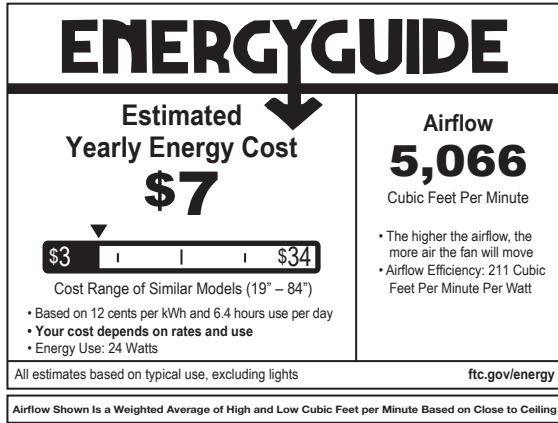 ENERGYGUIDE
Estimated
Yearly Energy Cost
$7
$3
$34
Cost Range of Similar Models (19” – 84”)
• Based on 12 cents per kWh and 6.4 hours use per day
• Your cost depends on rates and use
• Energy Use: 24 Watts
Airflow
5,066
Cubic Feet Per Minute
• The higher the airflow, the
more air the fan will move
• Airflow Efficiency: 211 Cubic
Feet Per Minute Per Watt
All estimates based on typical use, excluding lights
ftc.gov/energy
Airflow Shown Is a Weighted Average of High and Low Cubic Feet per Minute Based on Close to Ceiling